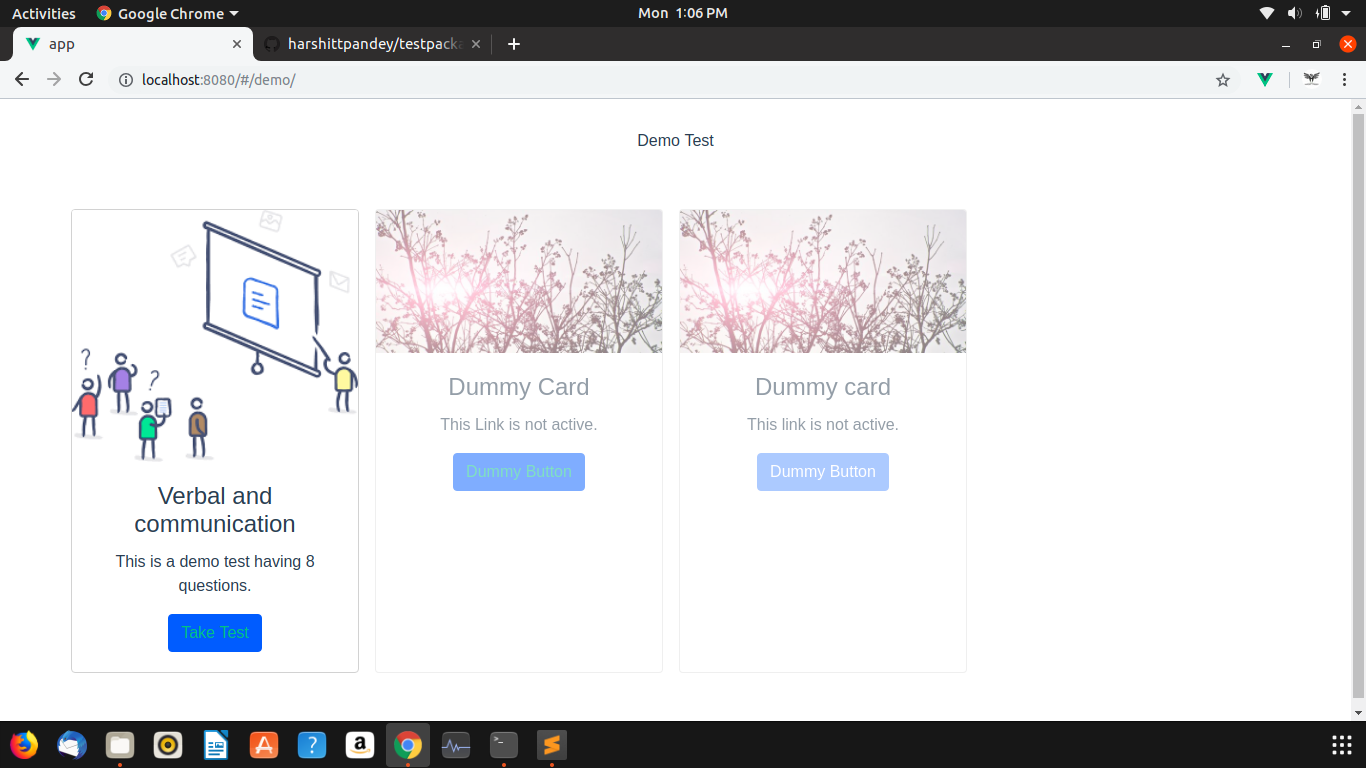 Activities
Google Chrome
Mon 1:06 PM
app
harshittpandey/testpacka
localhost:8080/#/demo/
Demo Test
Verbal and
communication
This is a demo test having 8
questions.
Take Test
Dummy Card
This Link is not active.
Dummy Button
Dummy card
This link is not active.
Dummy Button